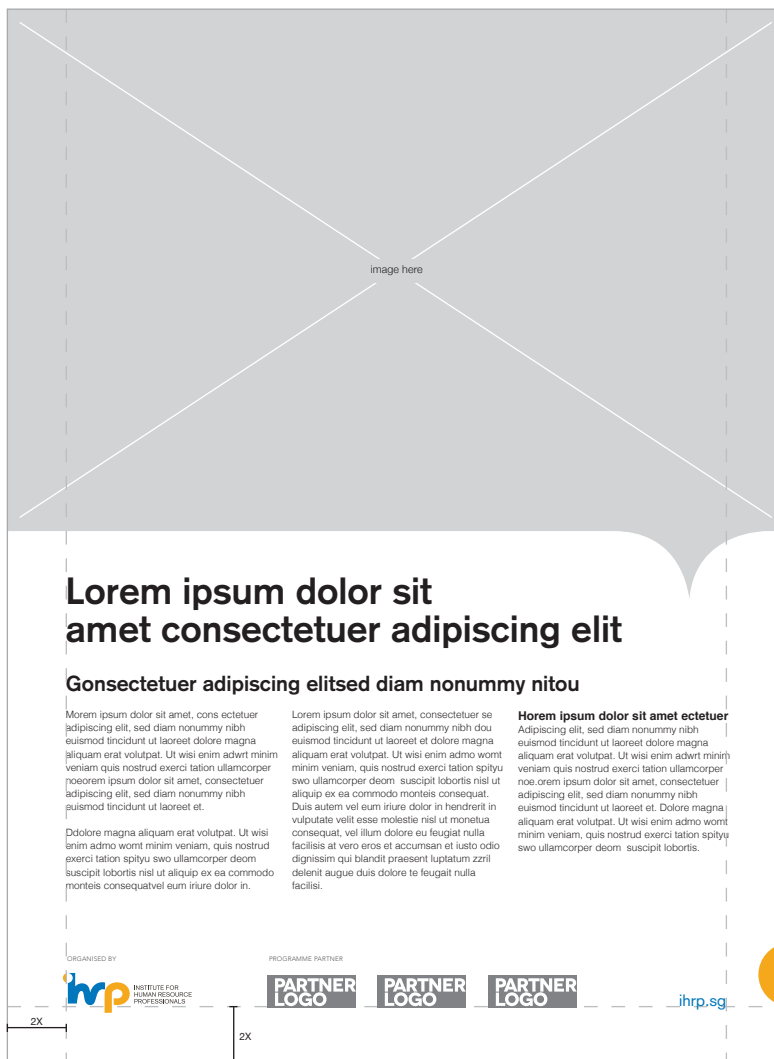 image here
Lorem ipsum dolor sit
amet consectetuer adipiscing elit
Gonsectetuer adipiscing elitsed diam nonummy nitou
Morem ipsum dolor sit amet, cons ectetuer
adipiscing elit, sed diam nonummy nibh
euismod tincidunt ut laoreet dolore magna
aliquam erat volutpat. Ut wisi enim adwrt minim
veniam quis nostrud exerci tation ullamcorper
noeorem ipsum dolor sit amet, consectetuer
adipiscing elit, sed diam nonummy nibh
euismod tincidunt ut laoreet et.
Ddolore magna aliquam erat volutpat. Ut wisi
enim admo womt minim veniam, quis nostrud
exerci tation spityu swo ullamcorper deom
suscipit lobortis nisl ut aliquip ex ea commodo
monteis consequatvel eum iriure dolor in.
Lorem ipsum dolor sit amet, consectetuer se
adipiscing elit, sed diam nonummy nibh dou
euismod tincidunt ut laoreet et dolore magna
aliquam erat volutpat. Ut wisi enim admo womt
minim veniam, quis nostrud exerci tation spityu
swo ullamcorper deom  suscipit lobortis nisl ut
aliquip ex ea commodo monteis consequat.
Duis autem vel eum iriure dolor in hendrerit in
vulputate velit esse molestie nisl ut monetua
consequat, vel illum dolore eu feugiat nulla
facilisis at vero eros et accumsan et iusto odio
dignissim qui blandit praesent luptatum zzril
delenit augue duis dolore te feugait nulla
facilisi.
Horem ipsum dolor sit amet ectetuer
Adipiscing elit, sed diam nonummy nibh
euismod tincidunt ut laoreet dolore magna
aliquam erat volutpat. Ut wisi enim adwrt minim
veniam quis nostrud exerci tation ullamcorper
noe.orem ipsum dolor sit amet, consectetuer
adipiscing elit, sed diam nonummy nibh
euismod tincidunt ut laoreet et. Dolore magna
aliquam erat volutpat. Ut wisi enim admo womt
minim veniam, quis nostrud exerci tation spityu
swo ullamcorper deom  suscipit lobortis.
ORGANISED BY
ihrp
INSTITUTE FOR
HUMAN RESOURCE
PROFESSIONALS
PROGRAMME PARTNER
PARTNER
LOGO
PARTNER
LOGO
PARTNER
LOGO
ihrp.sg
2X
2X